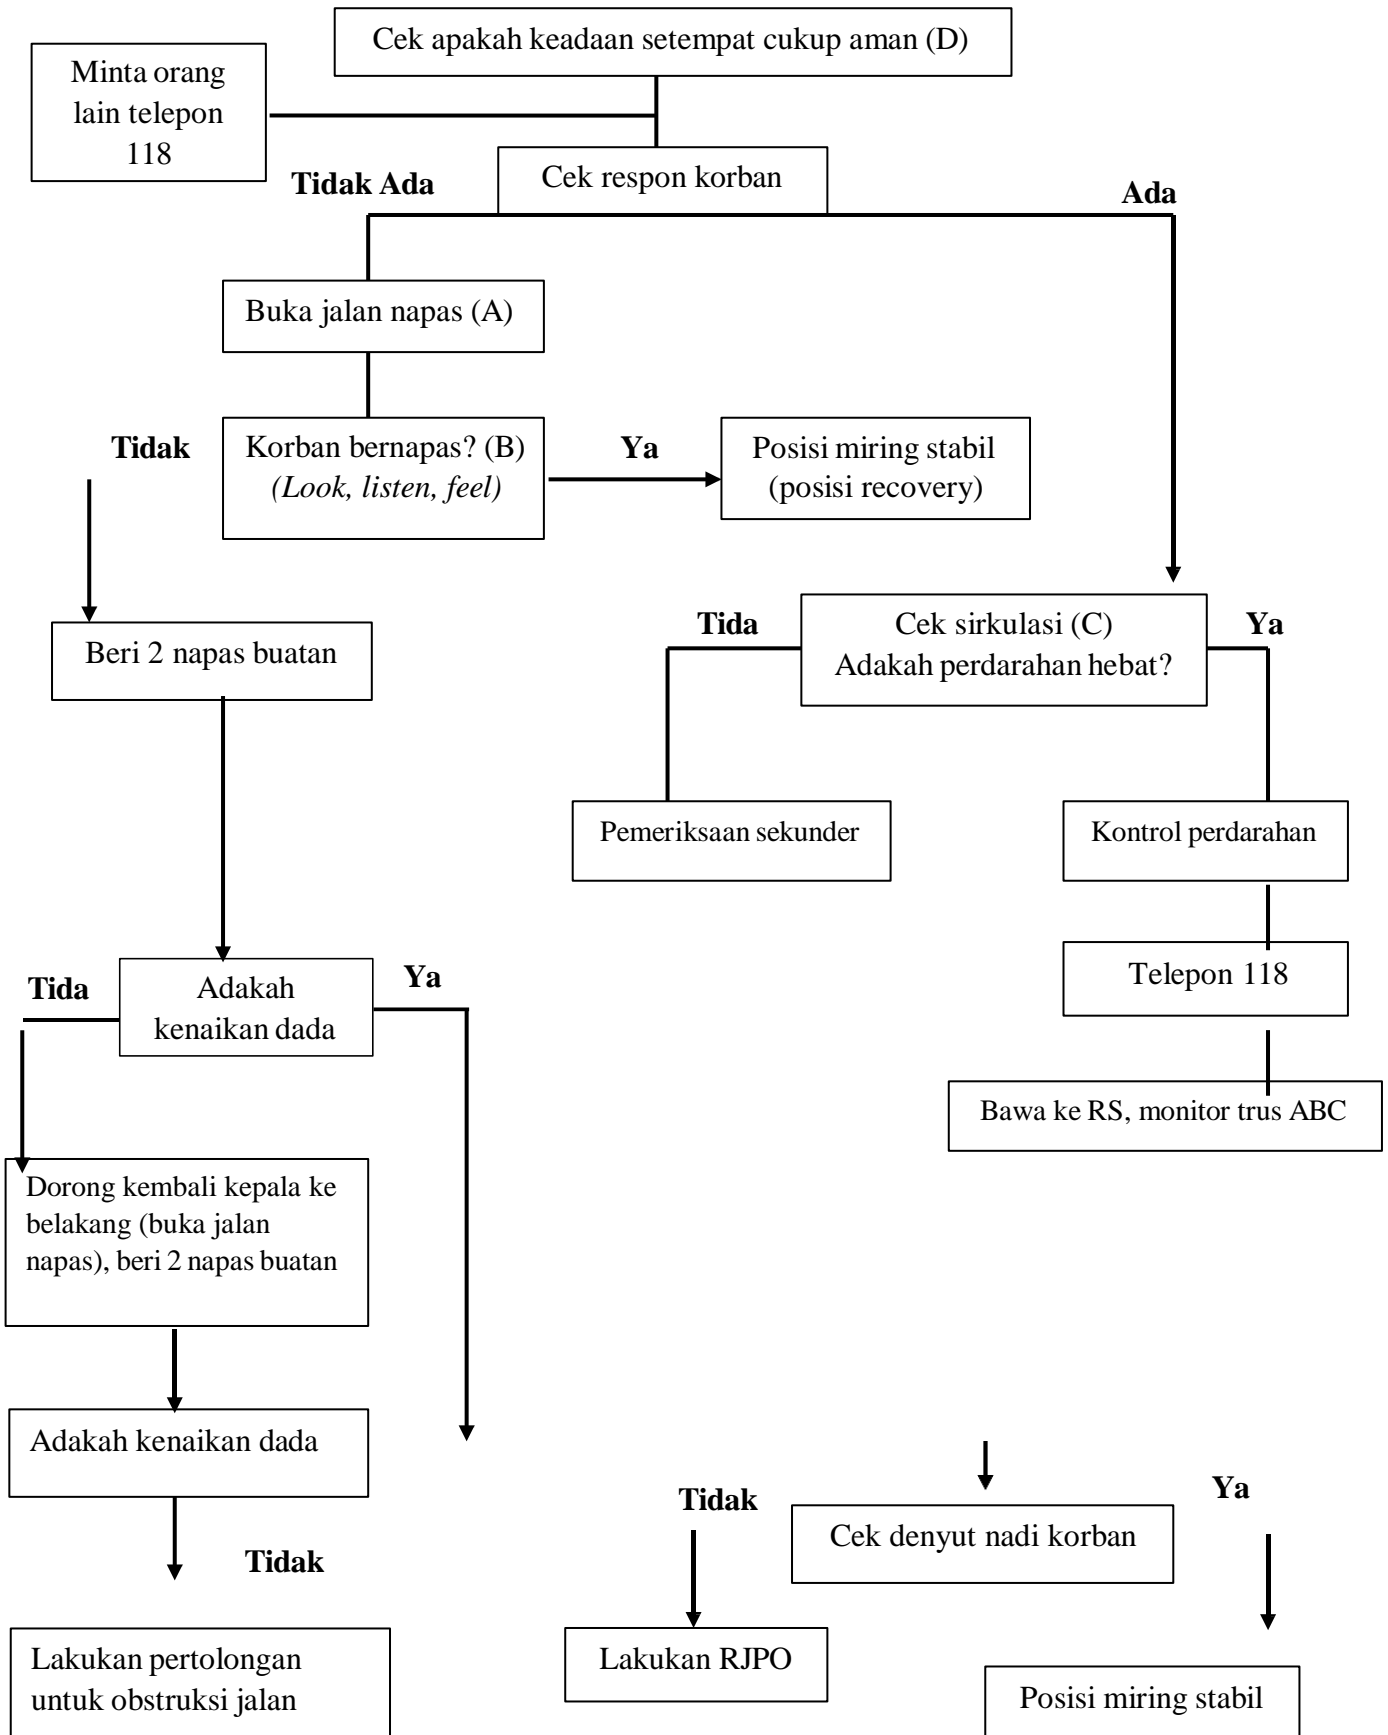 Cek apakah keadaan setempat cukup aman (D)
Minta orang
lain telepon
118
Cek respon korban
Tidak Ada
Ada
Buka jalan napas (A)
Tidak
Korban bernapas? (B)
(Look, listen, feel)
Ya
Posisi miring stabil
(posisi recovery)
Tida
Cek sirkulasi (C)
Adakah perdarahan hebat?
Ya
Beri 2 napas buatan
Pemeriksaan sekunder
Kontrol perdarahan
Telepon 118
Bawa ke RS, monitor trus ABC
Tida
Adakah
kenaikan dada
Ya
Dorong kembali kepala ke
belakang (buka jalan
napas), beri 2 napas buatan
Adakah kenaikan dada
Tidak
Lakukan pertolongan
untuk obstruksi jalan
Tidak
Cek denyut nadi korban
Ya
Lakukan RJPO
Posisi miring stabil